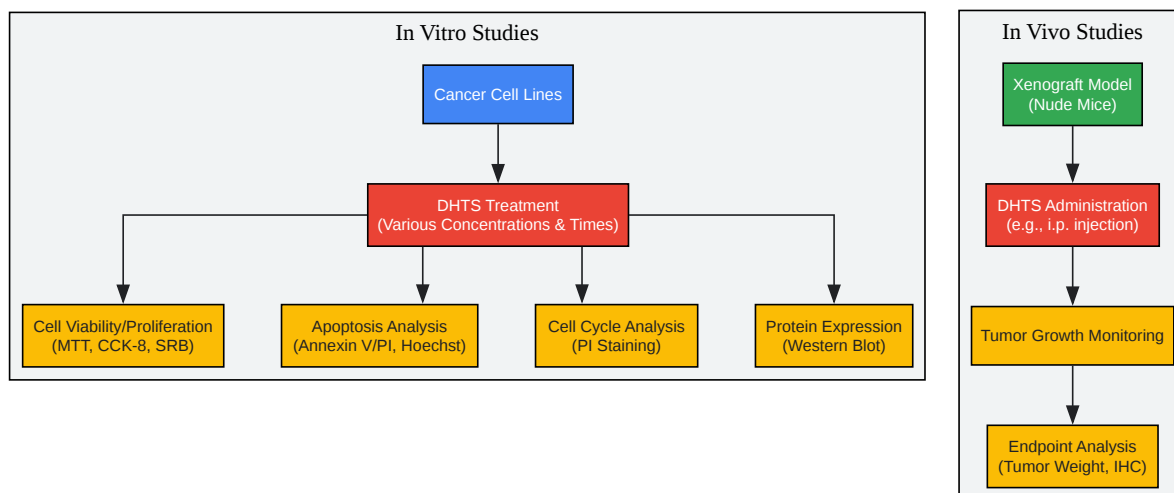 In Vitro Studies
Cancer Cell Lines
DHTS Treatment
(Various Concentrations & Times)
Cell Viability/Proliferation
(MTT, CCK-8, SRB)
Apoptosis Analysis
(Annexin V/PI, Hoechst)
Cell Cycle Analysis
(PI Staining)
Protein Expression
(Western Blot)
In Vivo Studies
Xenograft Model
(Nude Mice)
DHTS Administration
(e.g., i.p. injection)
Tumor Growth Monitoring
Endpoint Analysis
(Tumor Weight, IHC)